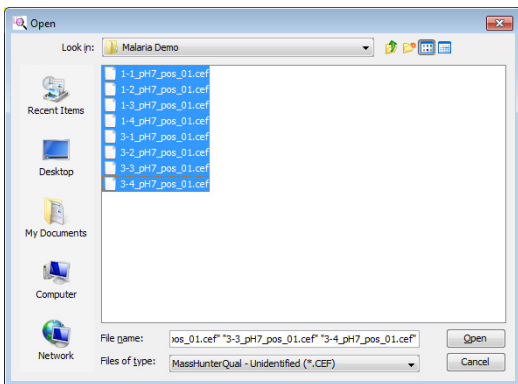 Open
Look in: Malaria Demo
1-1_pH7_pos_01.cef
1-2_pH7_pos_01.cef
1-3_pH7_pos_01.cef
1-4_pH7_pos_01.cef
3-1_pH7_pos_01.cef
3-2_pH7_pos_01.cef
3-3_pH7_pos_01.cef
3-4_pH7_pos_01.cef
Recent Items
Desktop
My Documents
Computer
Network
File name: os_01.cef" "3-3_pH7_pos_01.cef" "3-4_pH7_pos_01.cef" Open
Files of type: MassHunterQual - Unidentified (*.CEF) Cancel